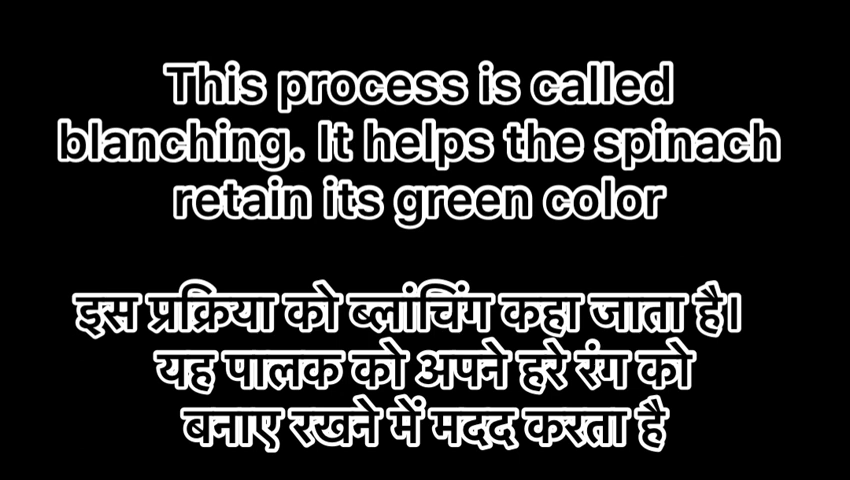 This process is called
blanching. It helps the spinach
retain its green color
इस प्रक्रिया को ब्लांचिंग कहा जाता है।
यह पालक को अपने हरे रंग को
बनाए रखने में मदद करता है